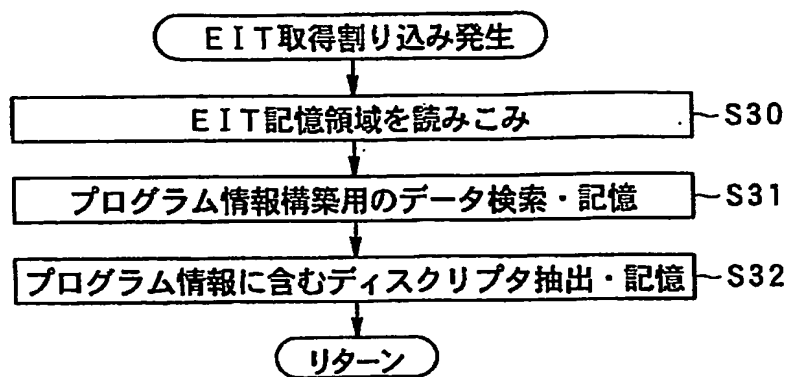 EIT取得割り込み発生
EIT記憶領域を読みこみ
S30
プログラム情報構築用のデータ検索・記憶
S31
プログラム情報に含むディスクリプタ抽出・記憶
S32
リターン